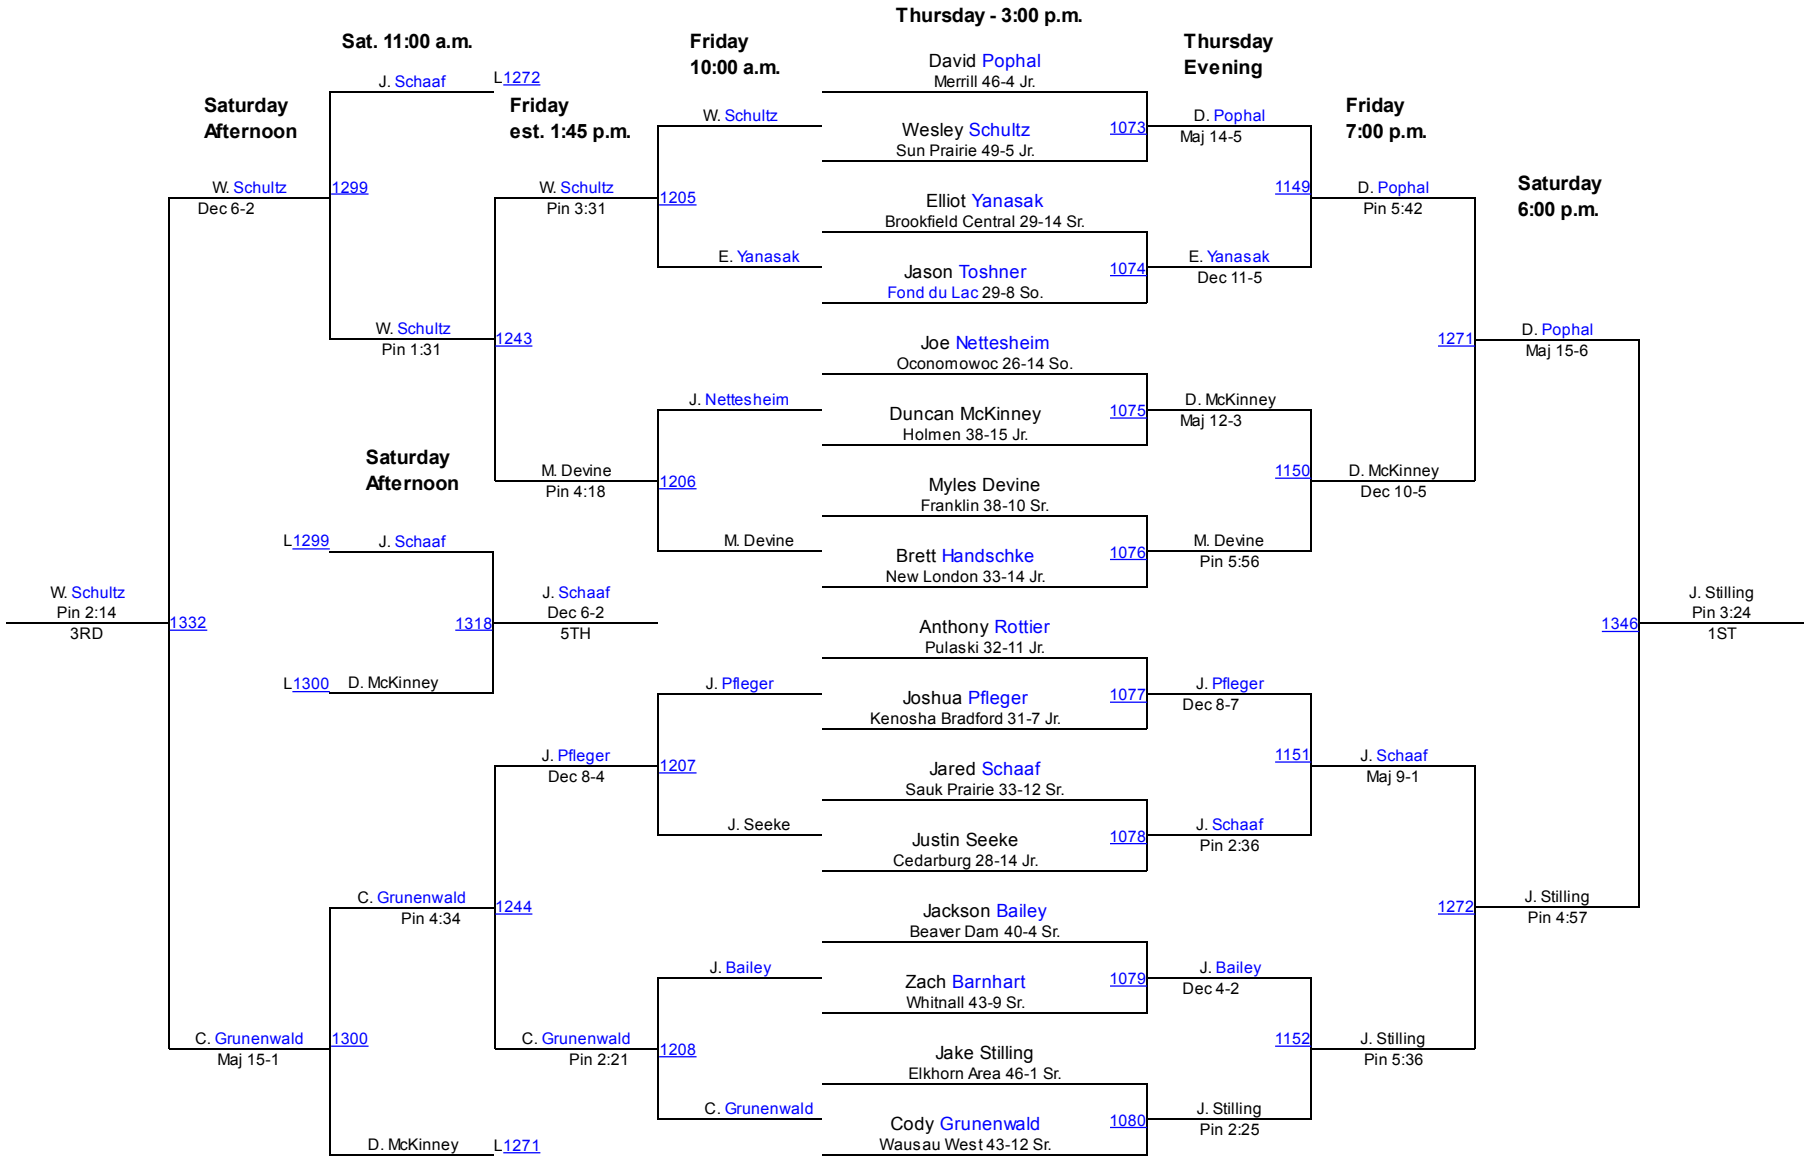 Thursday - 3:00 p.m.
Sat. 11:00 a.m.
Friday
10:00 a.m.
Thursday
Evening
David Pophal
Merrill 46-4 Jr.
J. Schaaf
L1272
Saturday
Afternoon
Friday
est. 1:45 p.m.
W. Schultz
Wesley Schultz
Sun Prairie 49-5 Jr.
1073
D. Pophal
Maj 14-5
Friday
7:00 p.m.
W. Schultz
Dec 6-2
1299
W. Schultz
Pin 3:31
1205
Elliot Yanasak
Brookfield Central 29-14 Sr.
1149
D. Pophal
Pin 5:42
Saturday
6:00 p.m.
E. Yanasak
Jason Toshner
Fond du Lac 29-8 So.
1074
E. Yanasak
Dec 11-5
W. Schultz
Pin 1:31
1243
Joe Nettesheim
Oconomowoc 26-14 So.
1271
D. Pophal
Maj 15-6
J. Nettesheim
Duncan McKinney
Holmen 38-15 Jr.
1075
D. McKinney
Maj 12-3
Saturday
Afternoon
M. Devine
Pin 4:18
1206
Myles Devine
Franklin 38-10 Sr.
1150
D. McKinney
Dec 10-5
L1299
J. Schaaf
M. Devine
Brett Handschke
New London 33-14 Jr.
1076
M. Devine
Pin 5:56
W. Schultz
Pin 2:14
3RD
1332
1318
J. Schaaf
Dec 6-2
5TH
Anthony Rottier
Pulaski 32-11 Jr.
1346
J. Stilling
Pin 3:24
1ST
L1300
D. McKinney
J. Pfleger
Joshua Pfleger
Kenosha Bradford 31-7 Jr.
1077
J. Pfleger
Dec 8-7
J. Pfleger
Dec 8-4
1207
Jared Schaaf
Sauk Prairie 33-12 Sr.
1151
J. Schaaf
Maj 9-1
J. Seeke
Justin Seeke
Cedarburg 28-14 Jr.
1078
J. Schaaf
Pin 2:36
C. Grunenwald
Pin 4:34
1244
Jackson Bailey
Beaver Dam 40-4 Sr.
1272
J. Stilling
Pin 4:57
J. Bailey
Zach Barnhart
Whitnall 43-9 Sr.
1079
J. Bailey
Dec 4-2
C. Grunenwald
Maj 15-1
1300
C. Grunenwald
Pin 2:21
1208
Jake Stilling
Elkhorn Area 46-1 Sr.
1152
J. Stilling
Pin 5:36
C. Grunenwald
Cody Grunenwald
Wausau West 43-12 Sr.
1080
J. Stilling
Pin 2:25
D. McKinney
L1271